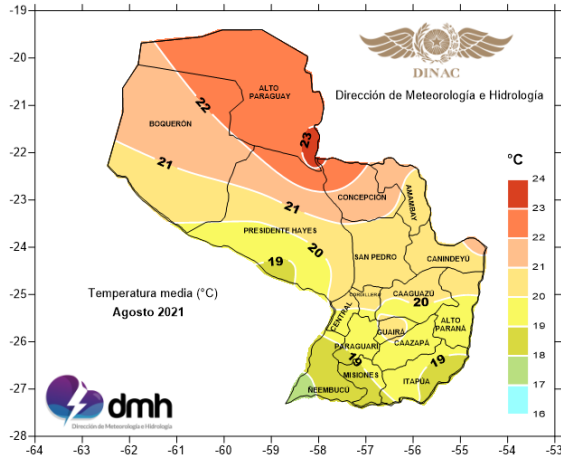 -19
-20
-21
-22
-23
-24
-25
-26
-27
-28
-64
-63
-62
-61
-60
-59
-58
-57
-56
-55
-54
DINAC
Dirección de Meteorología e Hidrología
ALTO
PARAGUAY
BOQUERÓN
22
23
21
CONCEPCIÓN
AMAMBAY
21
PRESIDENTE HAYES
20
19
SAN PEDRO
CANINDEYÚ
CORDILLERA
CAAGUAZÚ
20
CENTRAL
GUAIRÁ
ALTO
PARANÁ
PARAGUARÍ
CAAZAPÁ
19
19
MISIONES
ITAPÚA
ÑEEMBUCÚ
Temperatura media (°C)
Agosto 2021
°C
24
23
22
21
20
19
18
17
16
dmh
Dirección de Meteorología e Hidrología